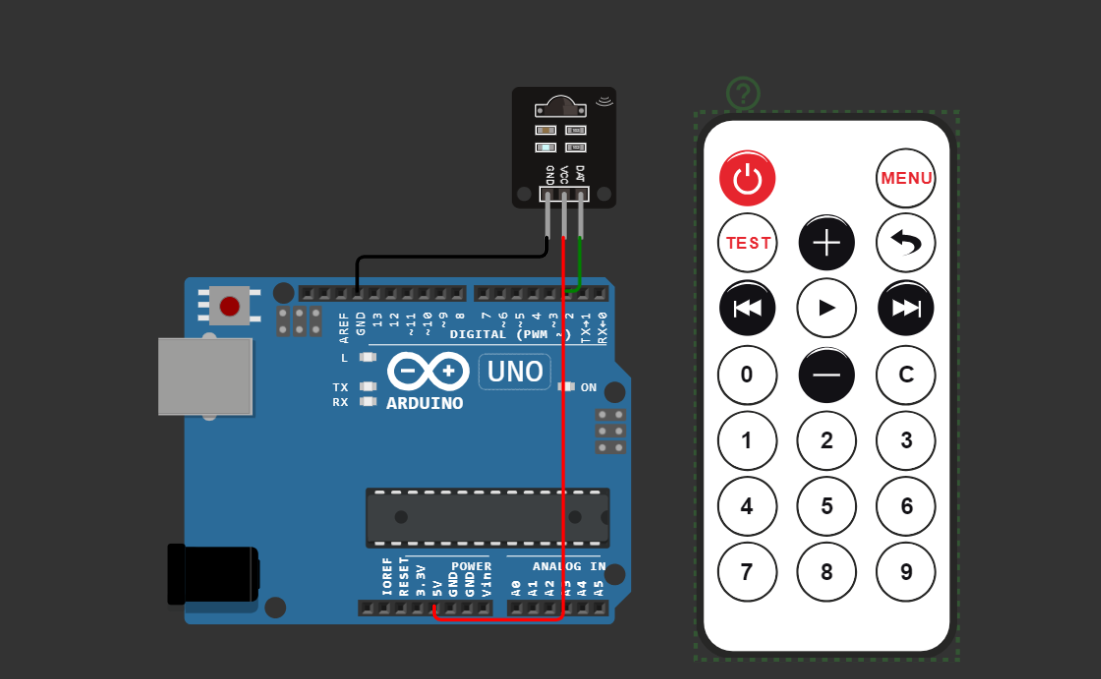 ?
GND
VCC
DAT
MENU
TEST
AREF
GND
13
12
~11
~10
~9
8
7
~6
~5
4
~3
2
TX→1
RX←0
DIGITAL (PWM ~)
L
TX
RX
UNO
ON
ARDUINO
0
C
1
2
3
4
5
6
7
8
9
POWER
ANALOG IN
IOREF
RESET
3.3V
5V
GND
GND
Vin
A0
A1
A2
A3
A4
A5